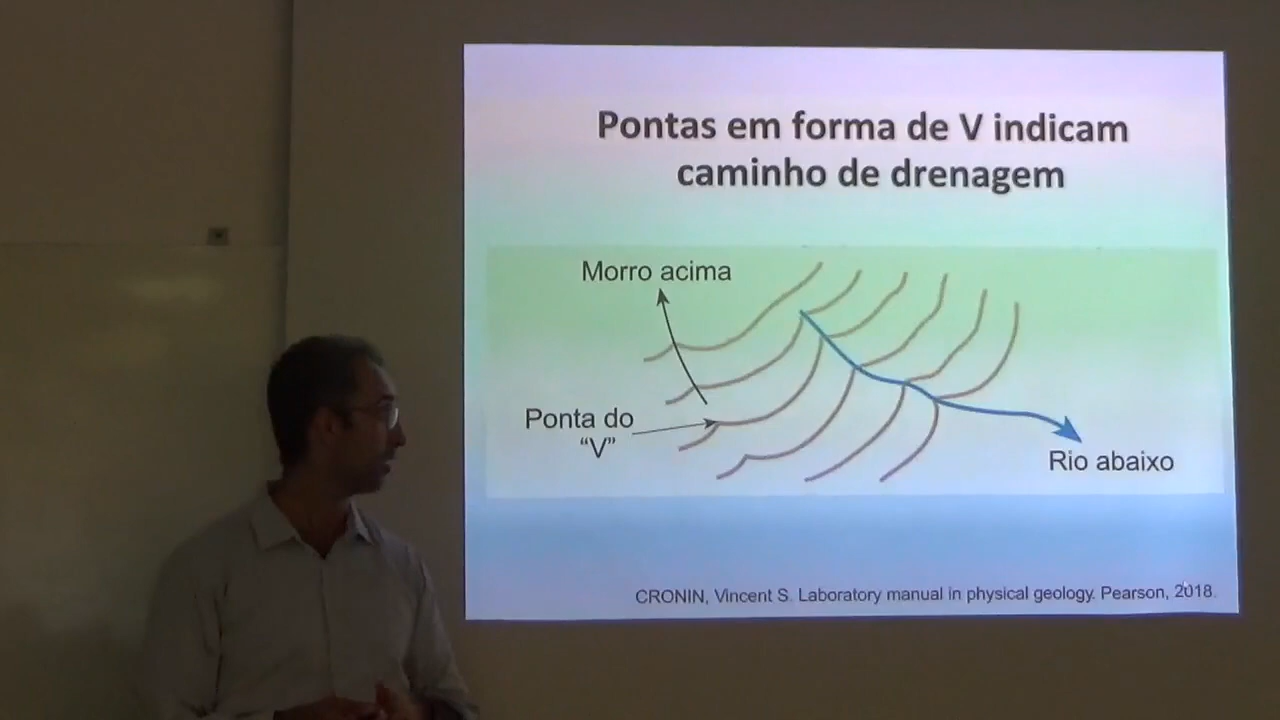 Pontas em forma de V indicam
caminho de drenagem
Morro acima
Ponta do
“V”
Rio abaixo
CRONIN, Vincent S. Laboratory manual in physical geology. Pearson, 2018.